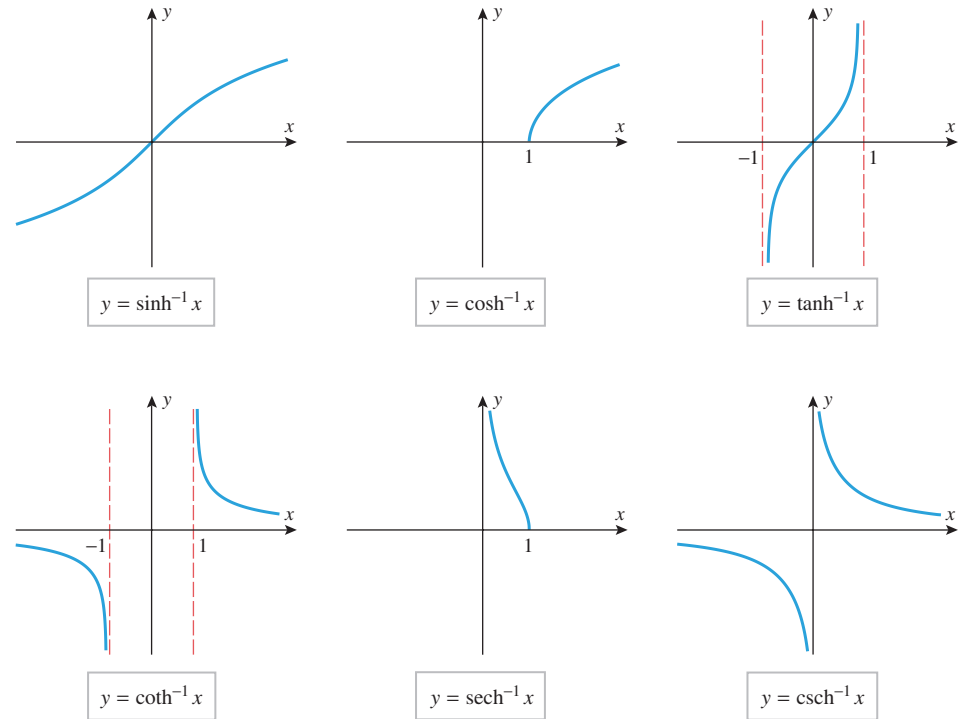 y
x
y = sinh⁻¹ x
y
x
1
y = cosh⁻¹ x
y
x
−1
1
y = tanh⁻¹ x
y
x
−1
1
y = coth⁻¹ x
y
x
1
y = sech⁻¹ x
y
x
y = csch⁻¹ x